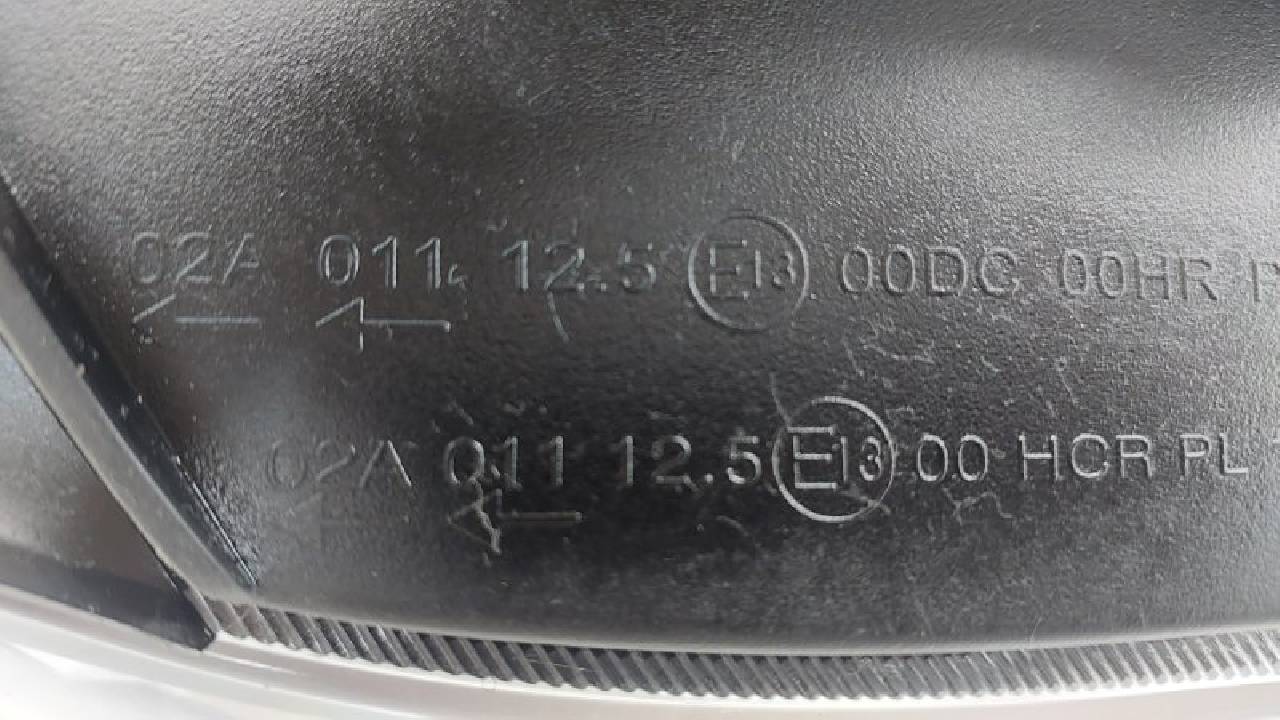 02A 011 12.5 E13 00DC 00HR
02A 011 12.5 E13 00 HCR PL